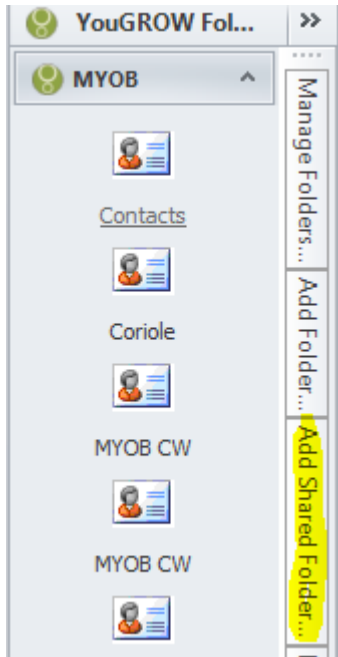 YouGROW Fol...
MYOB
Contacts
Coriole
MYOB CW
MYOB CW
Manage Folders...
Add Folder...
Add Shared Folder...